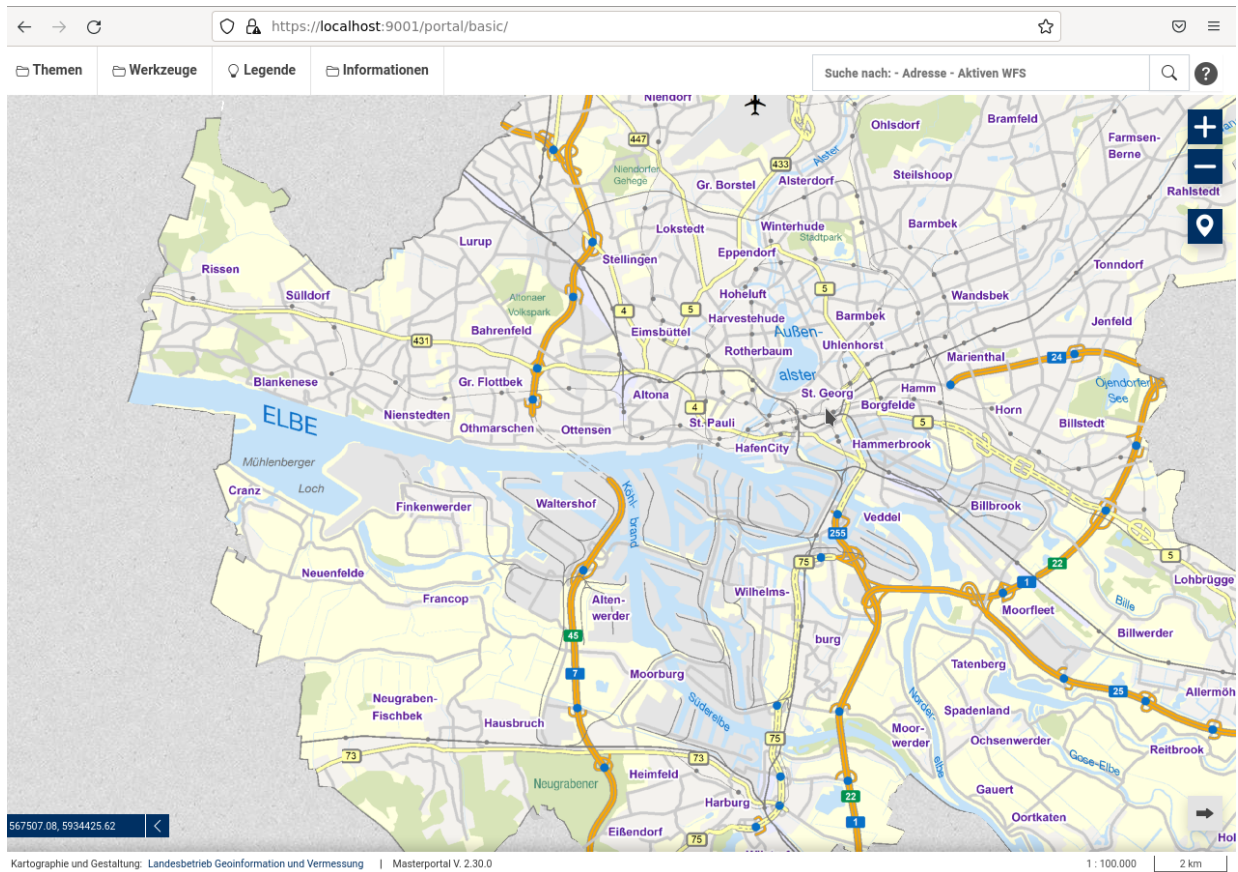 https://localhost:9001/portal/basic/
Themen
Werkzeuge
Legende
Informationen
Suche nach: - Adresse - Aktiven WFS
?
Niendorf
447
Ohlsdorf
Bramfeld
Farmsen-
Berne
Alster
433
Niendorfer
Gehege
Gr. Borstel
Alsterdorf
Steilshoop
Rahlstedt
Lurup
Lokstedt
Winterhude
Stadtpark
Barmbek
Stellingen
Eppendorf
Tonndorf
Rissen
Sülldorf
Altonaer
Volkspark
Hoheluft
5
Wandsbek
4
5
Harvestehude
Barmbek
Jenfeld
Bahrenfeld
Eimsbüttel
Außen-
alster
431
Rotherbaum
Uhlenhorst
Marienthal
24
Blankenese
Gr. Flottbek
Altona
St. Georg
Hamm
Öjendorfer
See
ELBE
Nienstedten
4
Borgfelde
Horn
Othmarschen
Ottensen
St. Pauli
5
Billstedt
HafenCity
Hammerbrook
Mühlenberger
Loch
Cranz
Finkenwerder
Waltershof
Köhl-
brand
Veddel
Billbrook
255
75
5
22
Neuenfelde
Lohbrügge
1
Francop
Alten-
werder
Wilhelms-
burg
Moorfleet
Bille
45
Billwerder
7
Moorburg
Tatenberg
25
Allermöh
Neugraben-
Fischbek
Süderelbe
Norder-
elbe
Spadenland
Hausbruch
75
Moor-
werder
Ochsenwerder
Reitbrook
73
73
Gose-Elbe
Neugrabener
Heimfeld
Gauert
Harburg
22
Oortkaten
567507.08, 5934425.62
1
Eißendorf
75
Hol
Kartographie und Gestaltung: Landesbetrieb Geoinformation und Vermessung | Masterportal V. 2.30.0
1 : 100.000
2 km